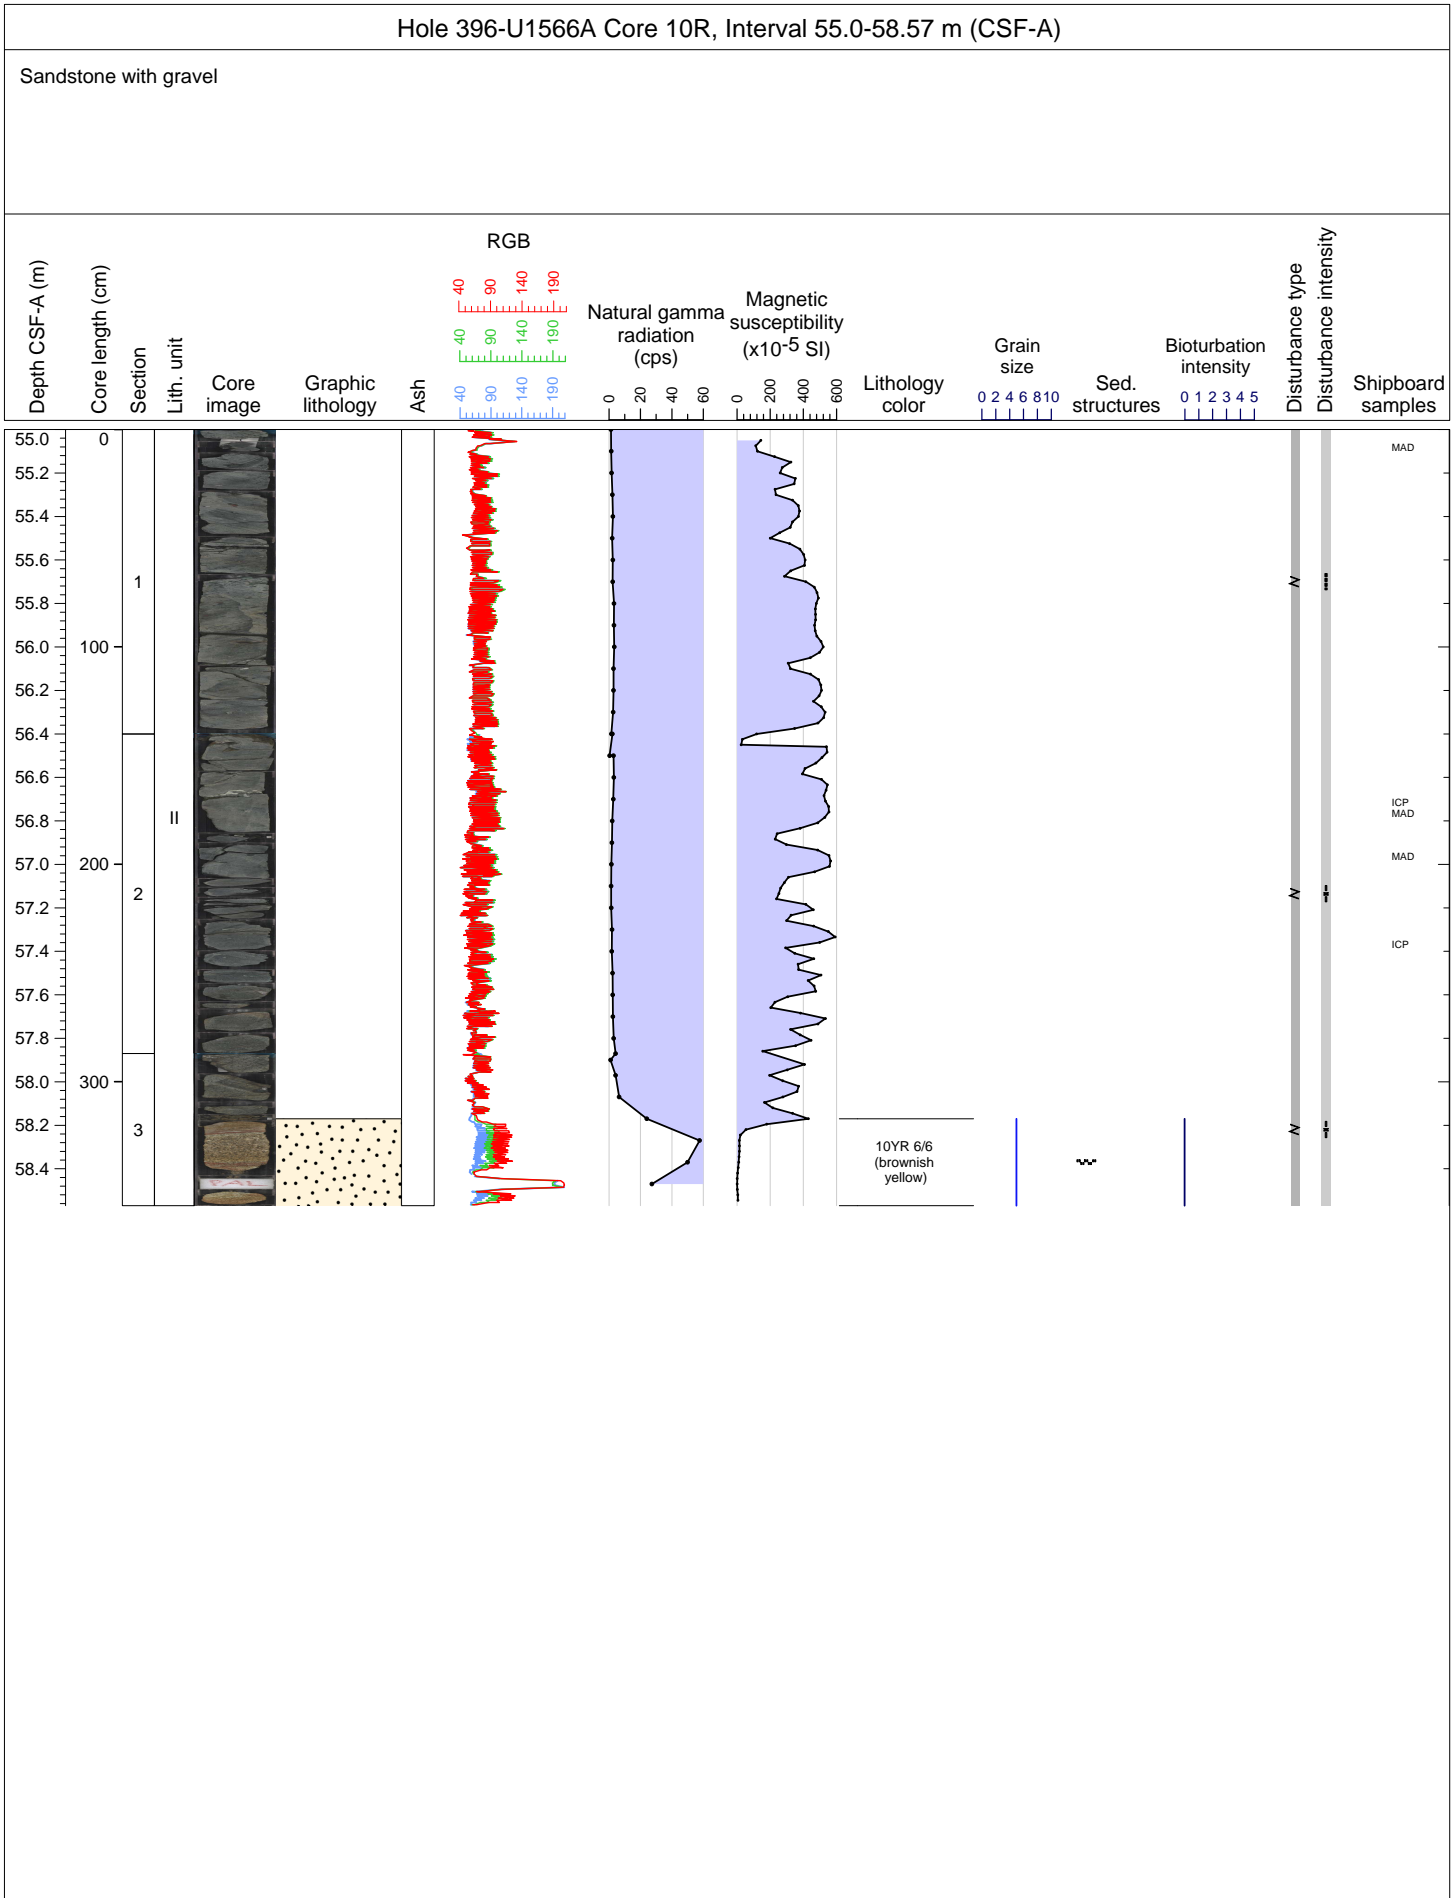 Hole 396-U1566A Core 10R, Interval 55.0-58.57 m (CSF-A)
Sandstone with gravel
Depth CSF-A (m)
Core length (cm)
Section
Lith. unit
Core
image
Graphic
lithology
Ash
RGB
40 90 140 190
40 90 140 190
40 90 140 190
Natural gamma
radiation
(cps)
0 20 40 60
Magnetic
susceptibility
(x10-5 SI)
0 200 400 600
Lithology
color
Grain
size
0 2 4 6 8 10
Sed.
structures
Bioturbation
intensity
0 1 2 3 4 5
Disturbance type
Disturbance intensity
Shipboard
samples
55.0
55.2
55.4
55.6
55.8
56.0
56.2
56.4
56.6
56.8
57.0
57.2
57.4
57.6
57.8
58.0
58.2
58.4
0
100
200
300
1
2
3
II
PAL
10YR 6/6
(brownish
yellow)
MAD
ICP
MAD
MAD
ICP